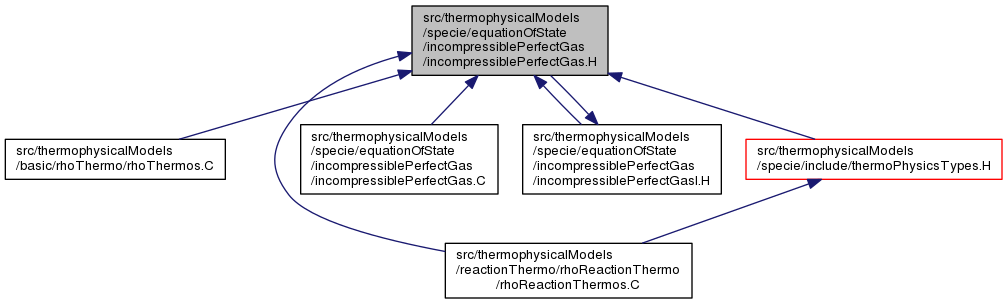 src/thermophysicalModels
/specie/equationOfState
/incompressiblePerfectGas
/incompressiblePerfectGas.H
src/thermophysicalModels
/basic/rhoThermo/rhoThermos.C
src/thermophysicalModels
/specie/equationOfState
/incompressiblePerfectGas
/incompressiblePerfectGas.C
src/thermophysicalModels
/specie/equationOfState
/incompressiblePerfectGas
/incompressiblePerfectGasI.H
src/thermophysicalModels
/specie/include/thermoPhysicsTypes.H
src/thermophysicalModels
/reactionThermo/rhoReactionThermo
/rhoReactionThermos.C